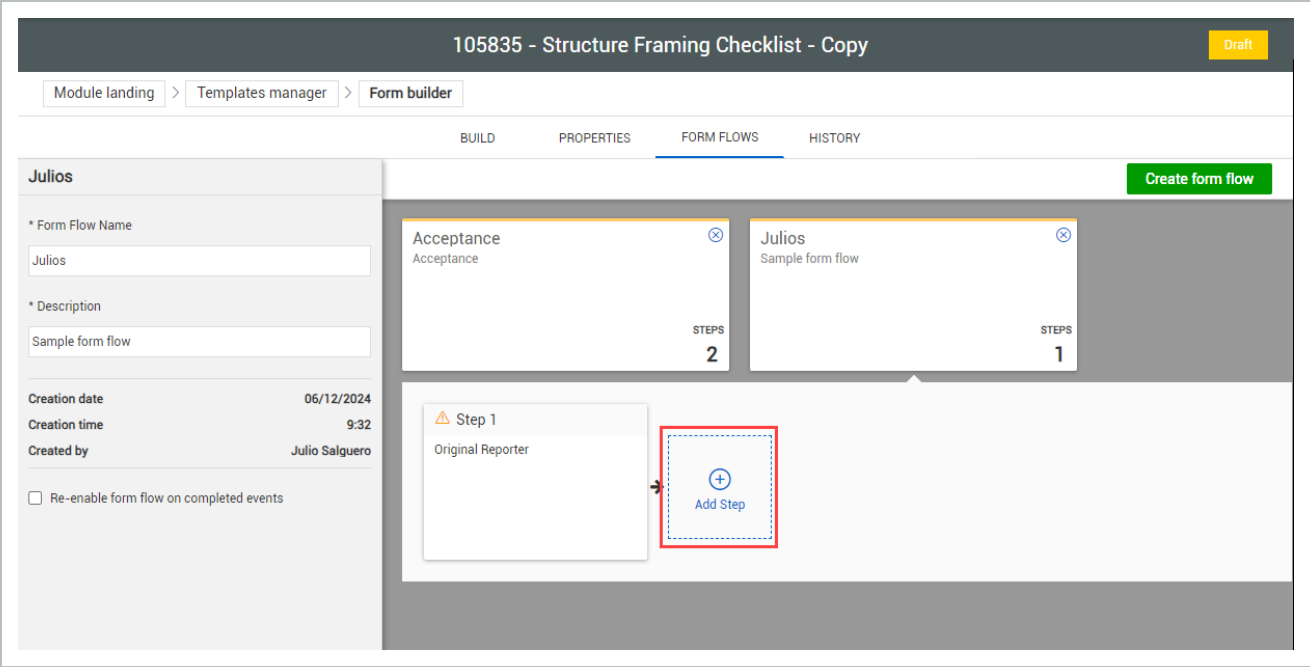 105835 - Structure Framing Checklist - Copy
Draft
Module landing > Templates manager > Form builder
BUILD PROPERTIES FORM FLOWS HISTORY
Julios
Create form flow
* Form Flow Name
Julios
* Description
Sample form flow
Creation date 06/12/2024
Creation time 9:32
Created by Julio Salguero
Re-enable form flow on completed events
Acceptance
Acceptance
STEPS
2
Julios
Sample form flow
STEPS
1
Step 1
Original Reporter
Add Step